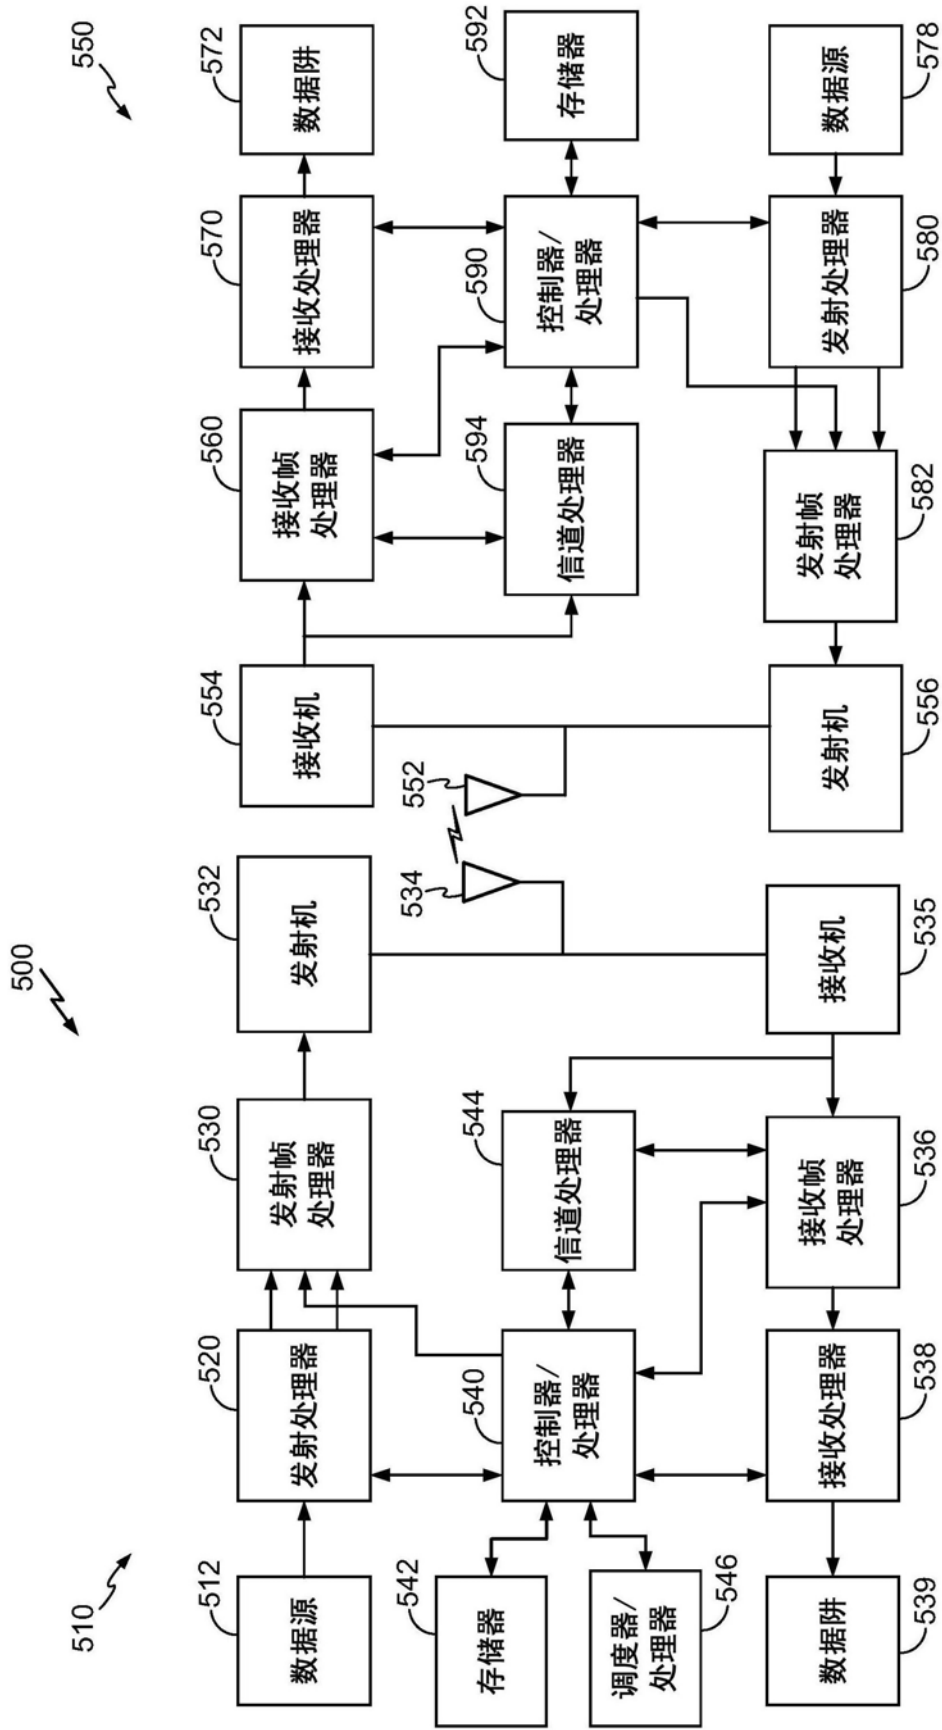 500
510
550
512
数据源
520
发射处理器
530
发射帧
处理器
532
发射机
554
接收机
560
接收帧
处理器
570
接收处理器
572
数据阱
542
存储器
540
控制器/
处理器
544
信道处理器
534
552
594
信道处理器
590
控制器/
处理器
592
存储器
546
调度器/
处理器
539
数据阱
538
接收处理器
536
接收帧
处理器
535
接收机
556
发射机
582
发射帧
处理器
580
发射处理器
578
数据源